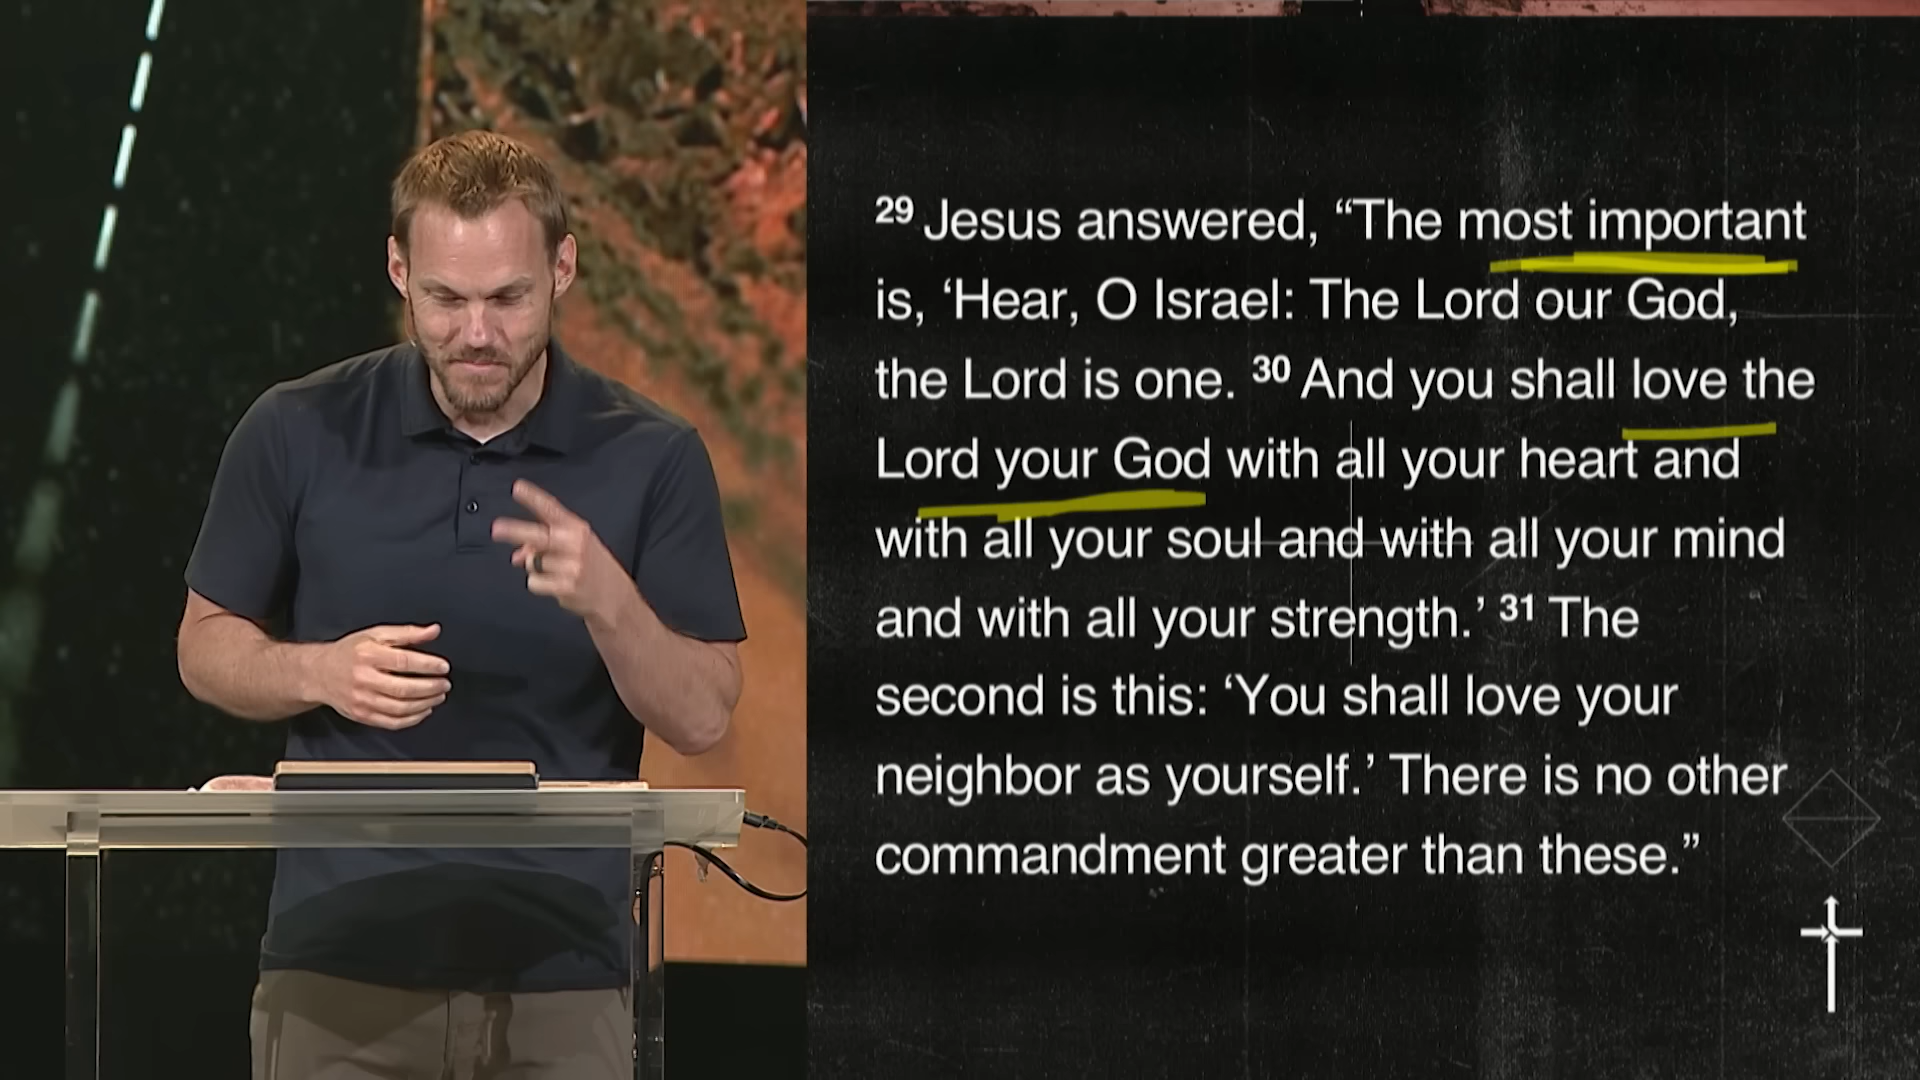 29 Jesus answered, “The most important
is, ‘Hear, O Israel: The Lord our God,
the Lord is one. 30 And you shall love the
Lord your God with all your heart and
with all your soul and with all your mind
and with all your strength.’ 31 The
second is this: ‘You shall love your
neighbor as yourself.’ There is no other
commandment greater than these.”